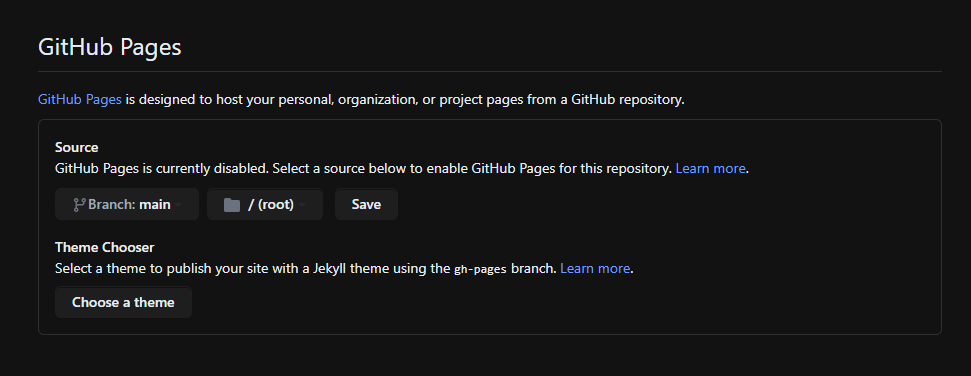 GitHub Pages
GitHub Pages is designed to host your personal, organization, or project pages from a GitHub repository.
Source
GitHub Pages is currently disabled. Select a source below to enable GitHub Pages for this repository. Learn more.
Branch: main / (root) Save
Theme Chooser
Select a theme to publish your site with a Jekyll theme using the gh-pages branch. Learn more.
Choose a theme